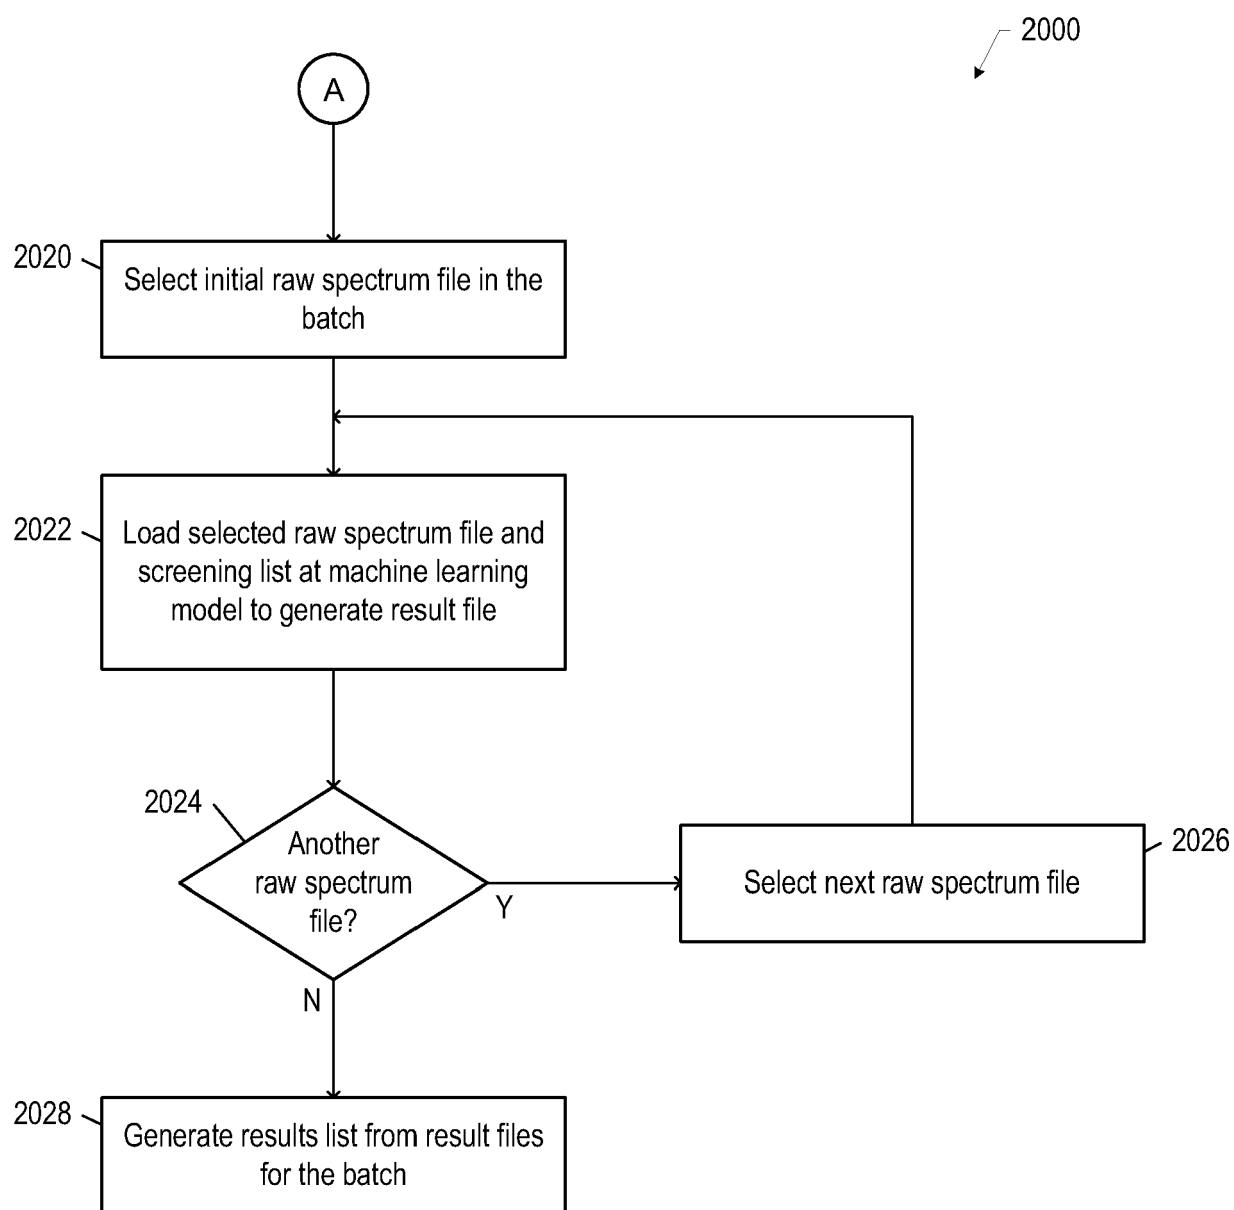 2000
A
2020
Select initial raw spectrum file in the
batch
2022
Load selected raw spectrum file and
screening list at machine learning
model to generate result file
2024
Another
raw spectrum
file?
Y
2026
Select next raw spectrum file
N
2028
Generate results list from result files
for the batch